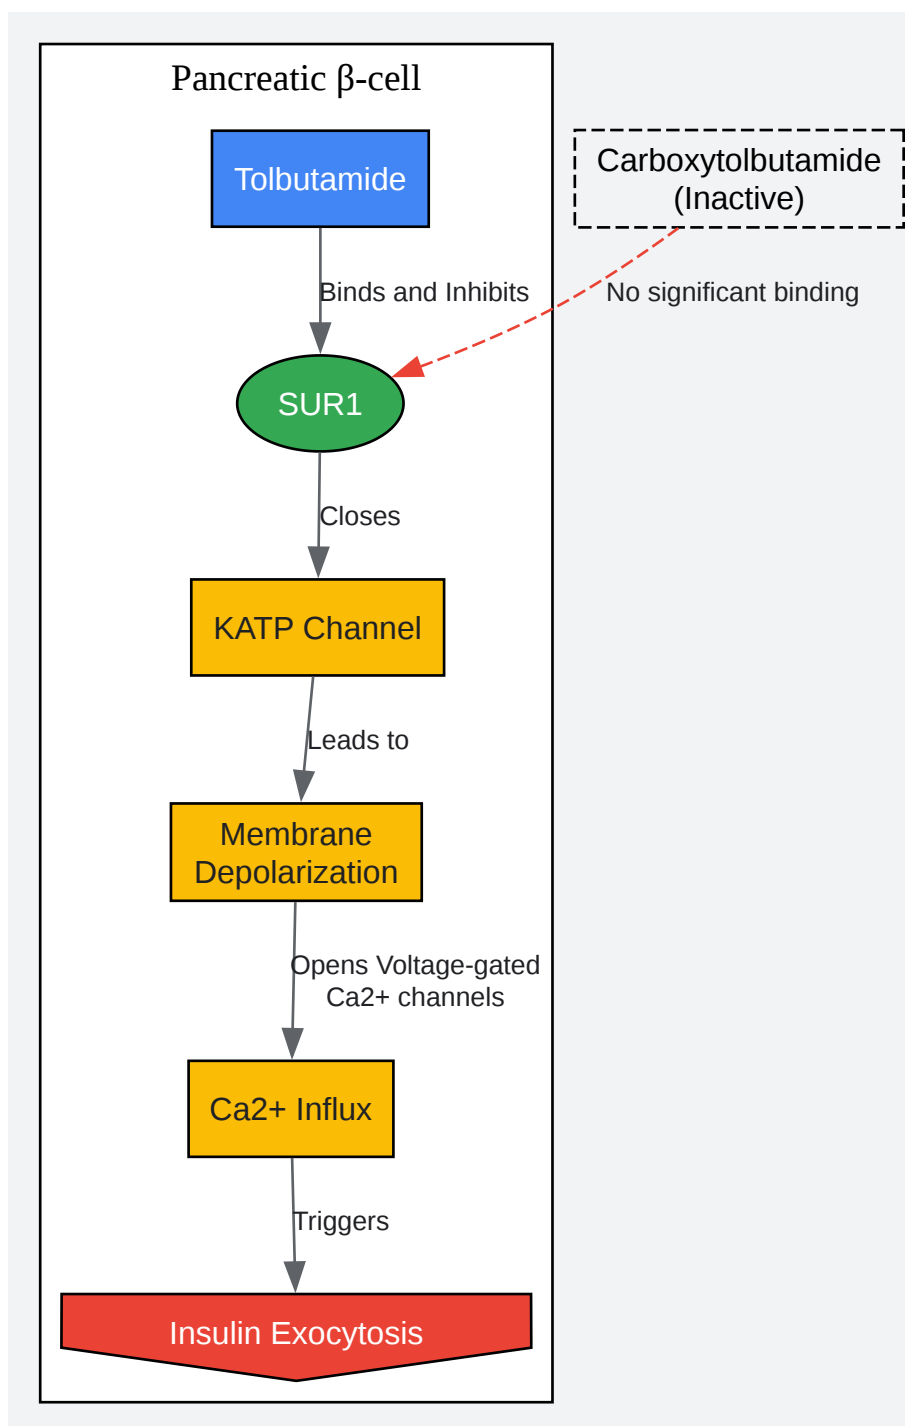 Pancreatic β-cell
Tolbutamide
Carboxytolbutamide
(Inactive)
Binds and Inhibits
No significant binding
SUR1
Closes
KATP Channel
Leads to
Membrane
Depolarization
Opens Voltage-gated
Ca2+ channels
Ca2+ Influx
Triggers
Insulin Exocytosis